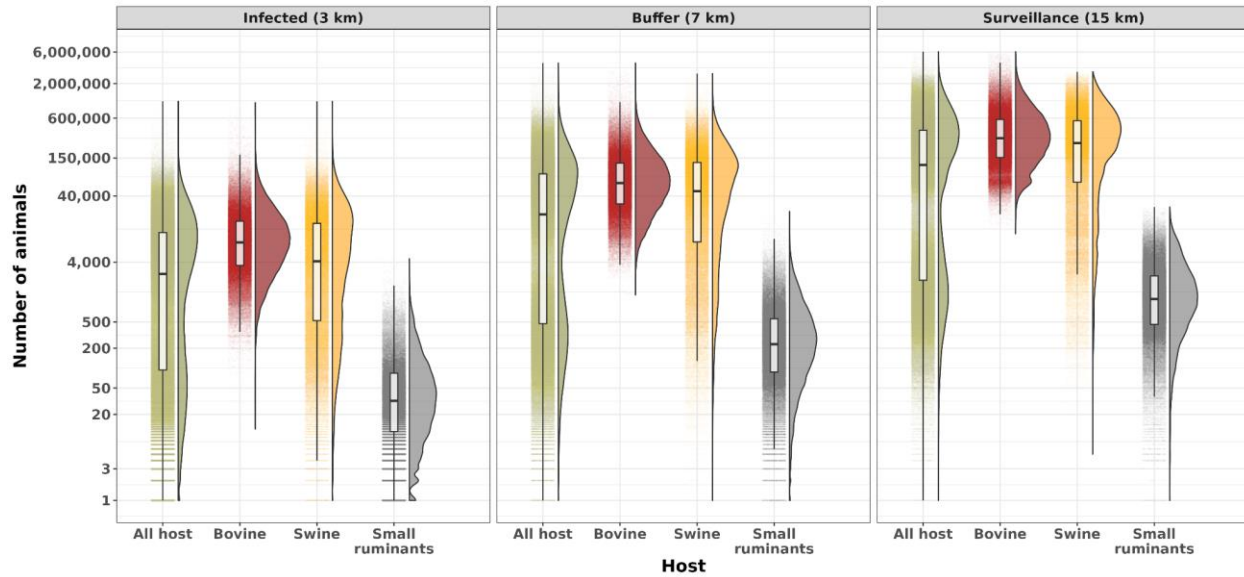 Infected (3 km)
Buffer (7 km)
Surveillance (15 km)
Number of animals
6,000,000
2,000,000
600,000
150,000
40,000
4,000
500
200
50
20
3
1
All host
Bovine
Swine
Small
ruminants
All host
Bovine
Swine
Small
ruminants
All host
Bovine
Swine
Small
ruminants
Host